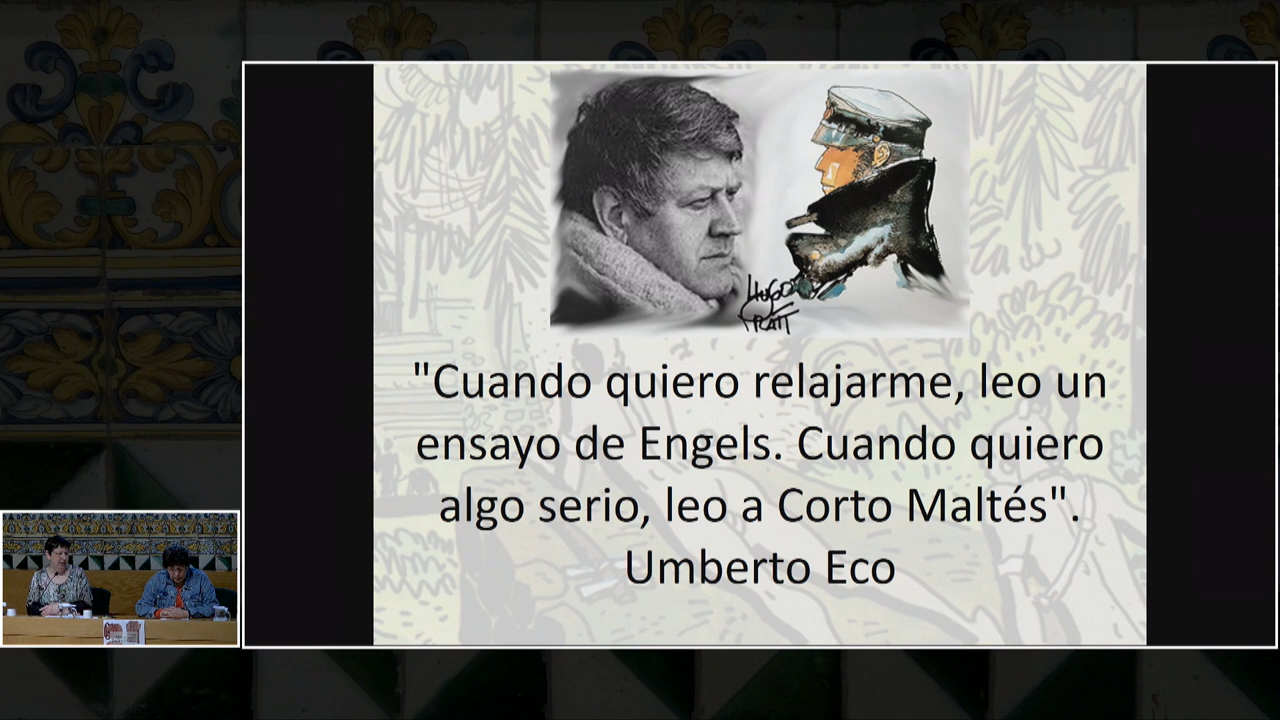 HUGO
PRATT
"Cuando quiero relajarme, leo un
ensayo de Engels. Cuando quiero
algo serio, leo a Corto Maltés".
Umberto Eco